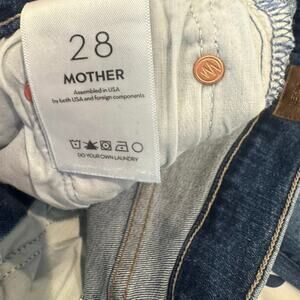 28
MOTHER
Assembled in USA
by both USA and foreign components
DO YOUR OWN LAUNDRY